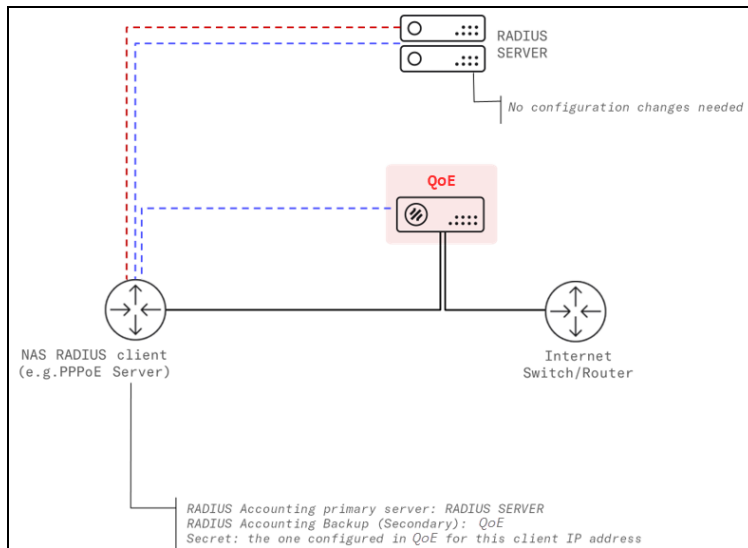 RADIUS
SERVER
No configuration changes needed
QoE
NAS RADIUS client
(e.g.PPPoE Server)
Internet
Switch/Router
RADIUS Accounting primary server: RADIUS SERVER
RADIUS Accounting Backup (Secondary): QoE
Secret: the one configured in QoE for this client IP address